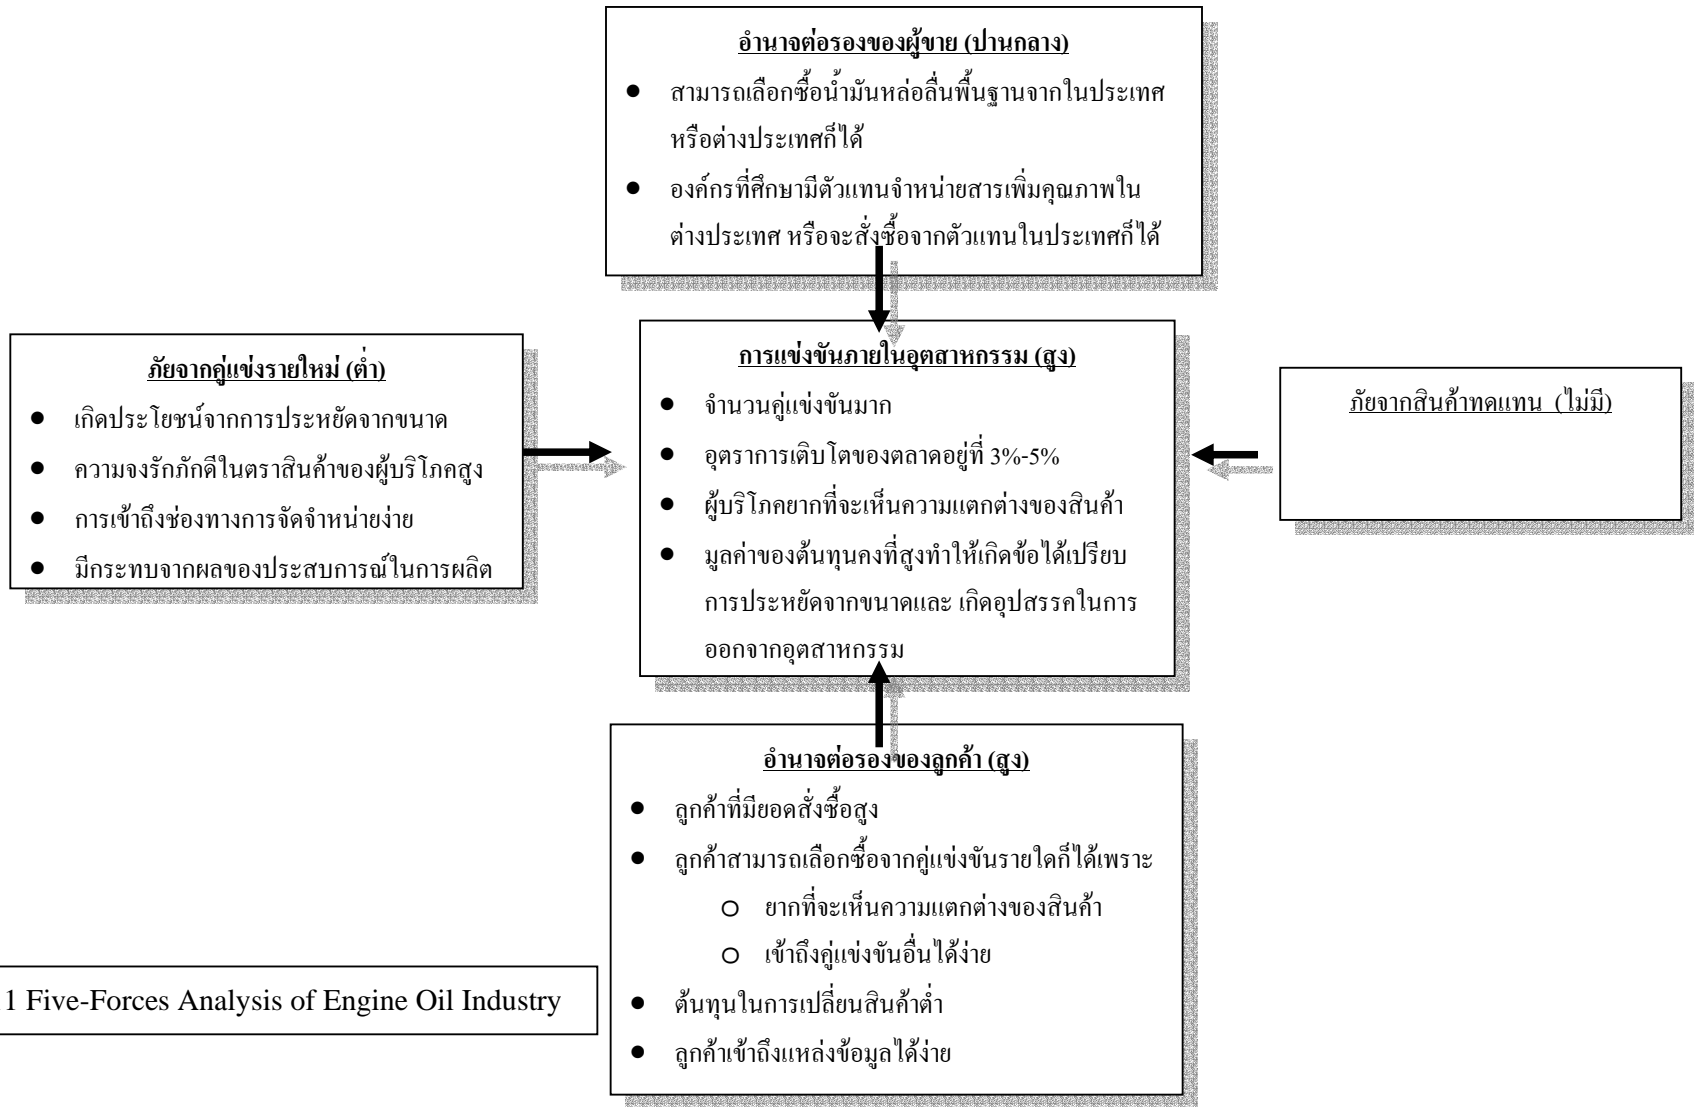 อำนาจต่อรองของผู้ขาย (ปานกลาง)
● สามารถเลือกซื้อน้ำมันหล่อลื่นพื้นฐานจากในประเทศ
หรือต่างประเทศก็ได้
● องค์กรที่ศึกษามีตัวแทนจำหน่ายสารเพิ่มคุณภาพใน
ต่างประเทศ หรือจะสั่งซื้อจากตัวแทนในประเทศก็ได้
ภัยจากคู่แข่งรายใหม่ (ต่ำ)
● เกิดประโยชน์จากการประหยัดจากขนาด
● ความจงรักภักดีในตราสินค้าของผู้บริโภคสูง
● การเข้าถึงช่องทางการจัดจำหน่ายง่าย
● มีกระทบจากผลของประสบการณ์ในการผลิต
การแข่งขันภายในอุตสาหกรรม (สูง)
● จำนวนคู่แข่งขันมาก
● อุตราการเติบโตของตลาดอยู่ที่ 3%-5%
● ผู้บริโภคยากที่จะเห็นความแตกต่างของสินค้า
● มูลค่าของต้นทุนคงที่สูงทำให้เกิดข้อได้เปรียบ
การประหยัดจากขนาดและ เกิดอุปสรรคในการ
ออกจากอุตสาหกรรม
ภัยจากสินค้าทดแทน (ไม่มี)
อำนาจต่อรองของลูกค้า (สูง)
● ลูกค้าที่มียอดสั่งซื้อสูง
● ลูกค้าสามารถเลือกซื้อจากคู่แข่งขันรายใดก็ได้เพราะ
o ยากที่จะเห็นความแตกต่างของสินค้า
o เข้าถึงคู่แข่งขันอื่นได้ง่าย
● ต้นทุนในการเปลี่ยนสินค้าต่ำ
● ลูกค้าเข้าถึงแหล่งข้อมูลได้ง่าย
1 Five-Forces Analysis of Engine Oil Industry